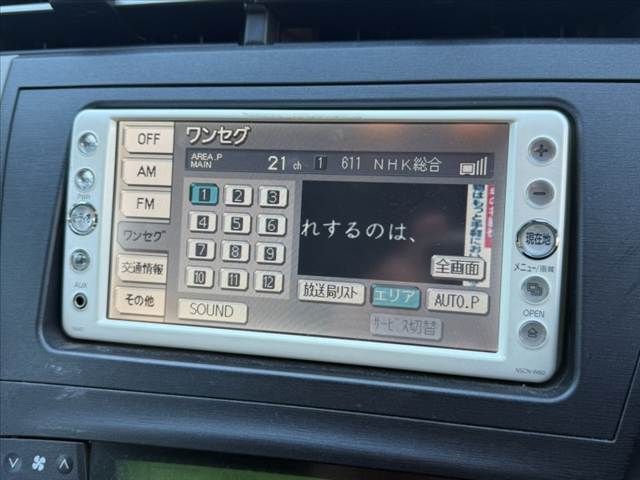 OFF
AM
FM
ワンセグ
交通情報
その他
ワンセグ
AREA.P
MAIN
21 ch 1 611 NHK総合
1 2 3
4 5 6
7 8 9
10 11 12
れするのは、
全画面
放送局リスト エリア AUTO.P
SOUND
サービス切替
AUX
現在地
メニュー/画質
OPEN
NSCN-W60